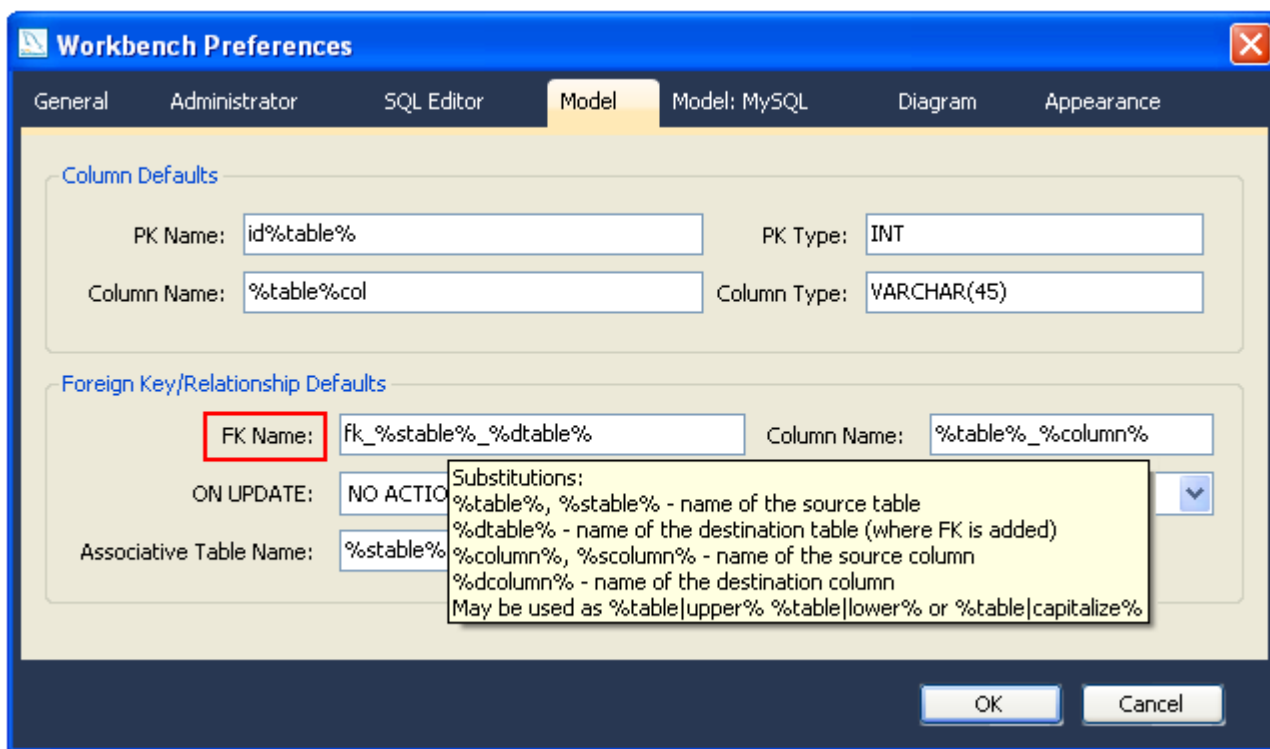 Workbench Preferences
General Administrator SQL Editor Model Model: MySQL Diagram Appearance
Column Defaults
PK Name: id%table% PK Type: INT
Column Name: %table%col Column Type: VARCHAR(45)
Foreign Key/Relationship Defaults
FK Name: fk_%stable%_%dtable% Column Name: %table%_%column%
ON UPDATE: NO ACTIO
Associative Table Name: %stable%
Substitutions:
%table%, %stable% - name of the source table
%dtable% - name of the destination table (where FK is added)
%column%, %scolumn% - name of the source column
%dcolumn% - name of the destination column
May be used as %table|upper% %table|lower% or %table|capitalize%
OK Cancel